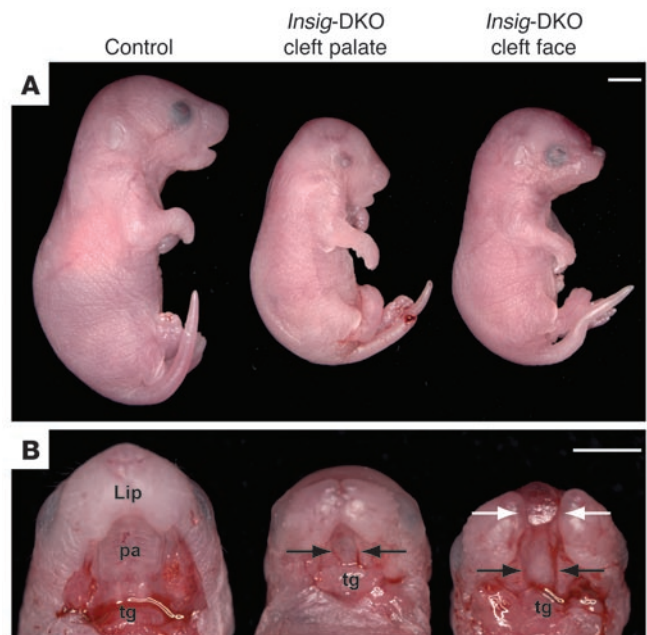 Control
Insig-DKO
cleft palate
Insig-DKO
cleft face
A
B
Lip
pa
tg
tg
tg